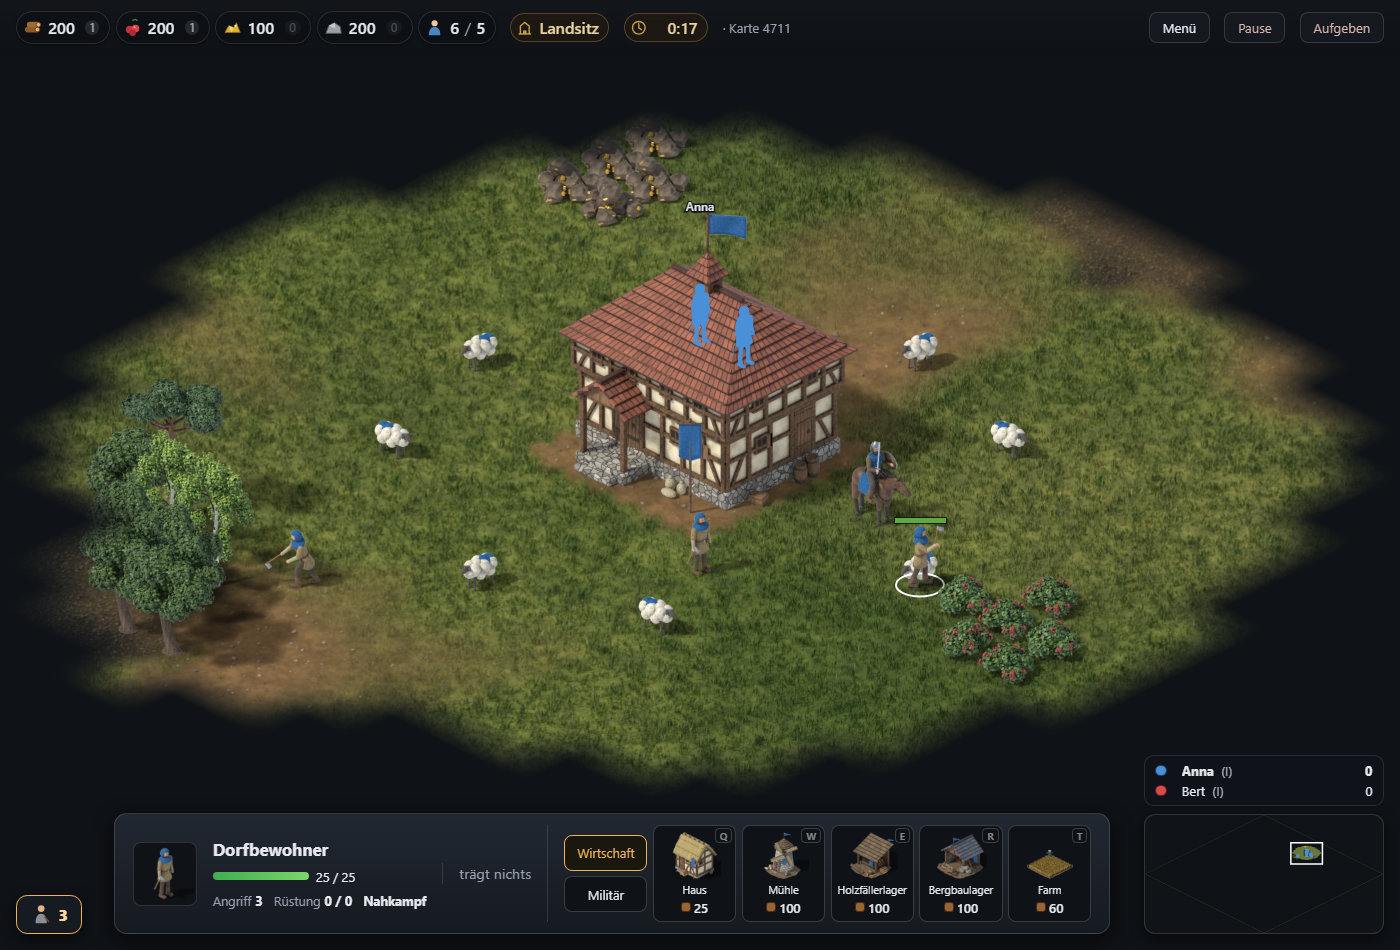 200 1 200 1 100 0 200 0 6 / 5 Landsitz 0:17 · Karte 4711 Menü Pause Aufgeben
Anna
Anna (I) 0
Bert (I) 0
Dorfbewohner
25 / 25
Angriff 3 Rüstung 0 / 0 Nahkampf
trägt nichts
Wirtschaft
Militär
Q
Haus
25
W
Mühle
100
E
Holzfällerlager
100
R
Bergbaulager
100
T
Farm
60
3